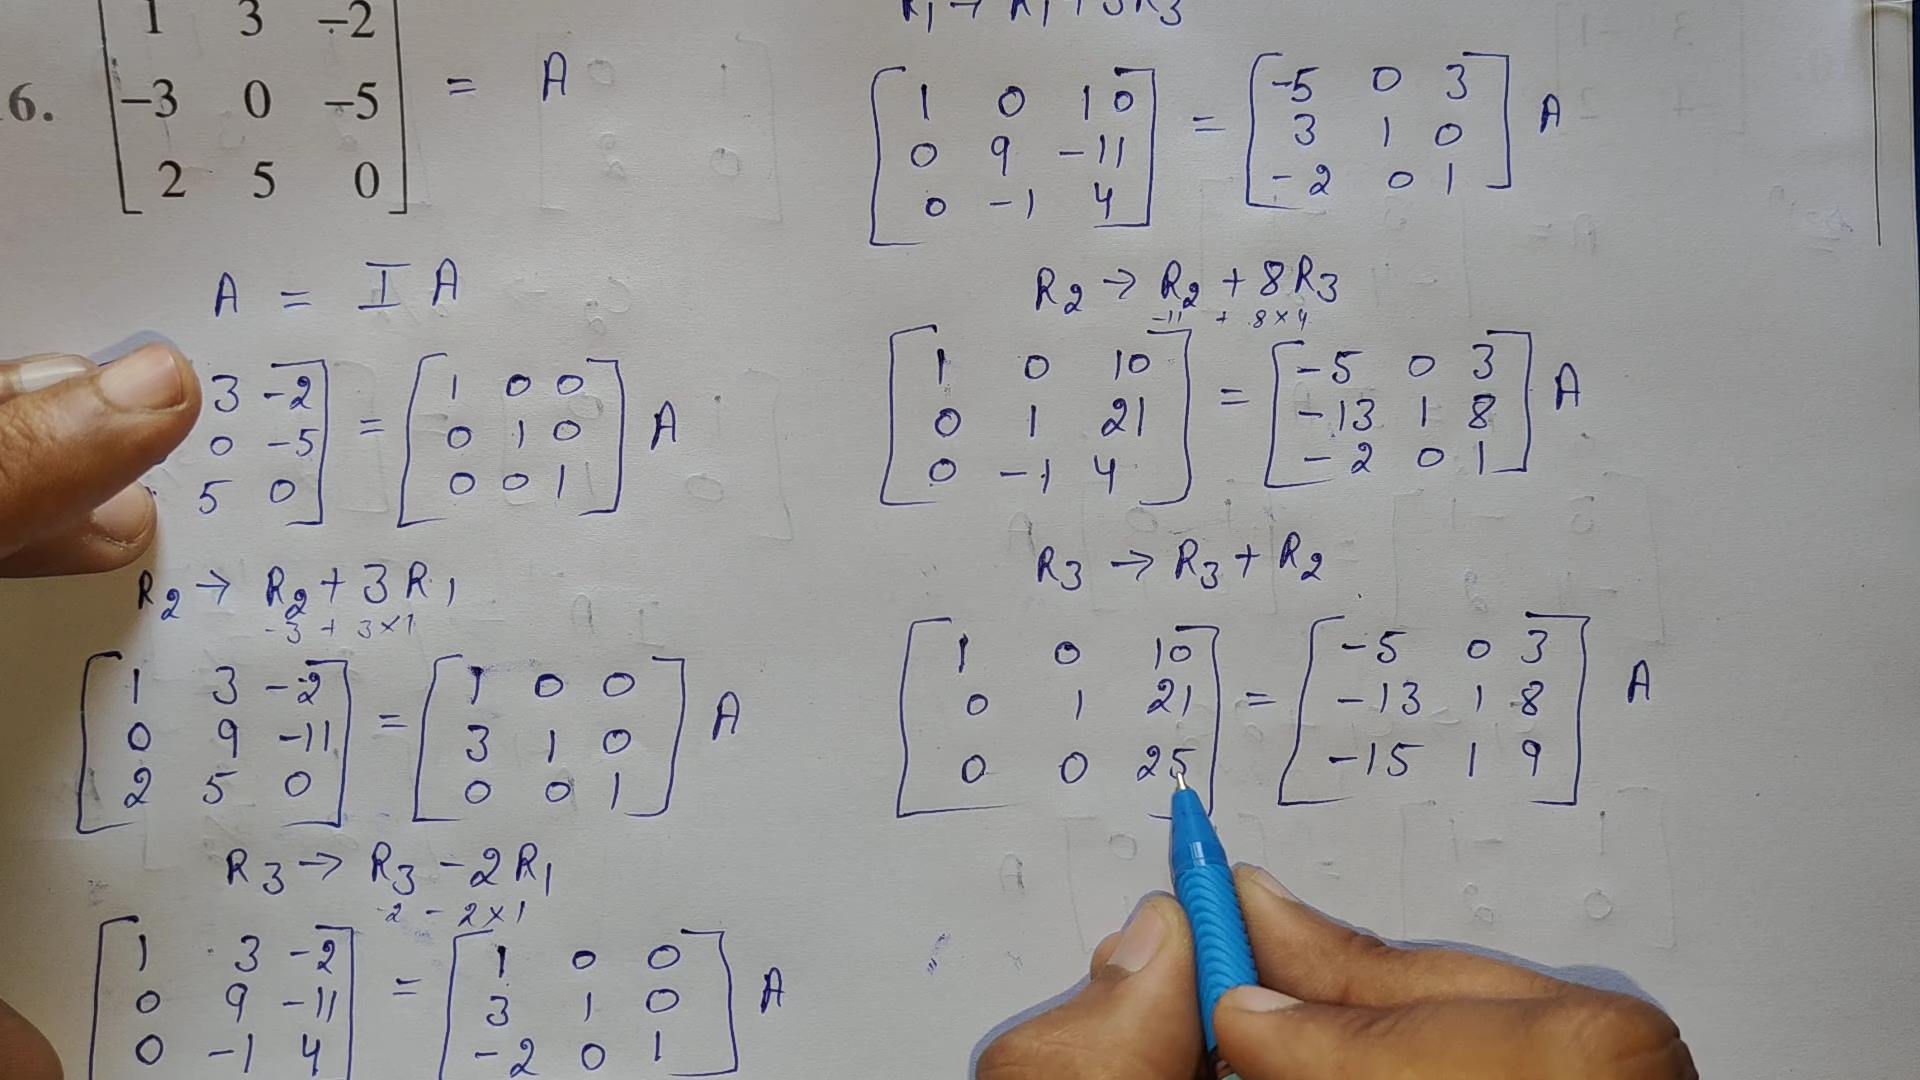 6. 1 3 -2
-3 0 -5 = A
2 5 0
A = I A
3 -2 1 0 0
0 -5 = 0 1 0 A
5 0 0 0 1
R2 → R2 + 3R1
-3 + 3×1
1 3 -2 1 0 0
0 9 -11 = 3 1 0 A
2 5 0 0 0 1
R3 → R3 - 2R1
2 - 2×1
1 3 -2 1 0 0
0 9 -11 = 3 1 0 A
0 -1 4 -2 0 1
R1 → R1 + 3R3
1 0 10 -5 0 3
0 9 -11 = 3 1 0 A
0 -1 4 -2 0 1
R2 → R2 + 8R3
-11 + 8×4
1 0 10 -5 0 3
0 1 21 = -13 1 8 A
0 -1 4 -2 0 1
R3 → R3 + R2
1 0 10 -5 0 3
0 1 21 = -13 1 8 A
0 0 25 -15 1 9